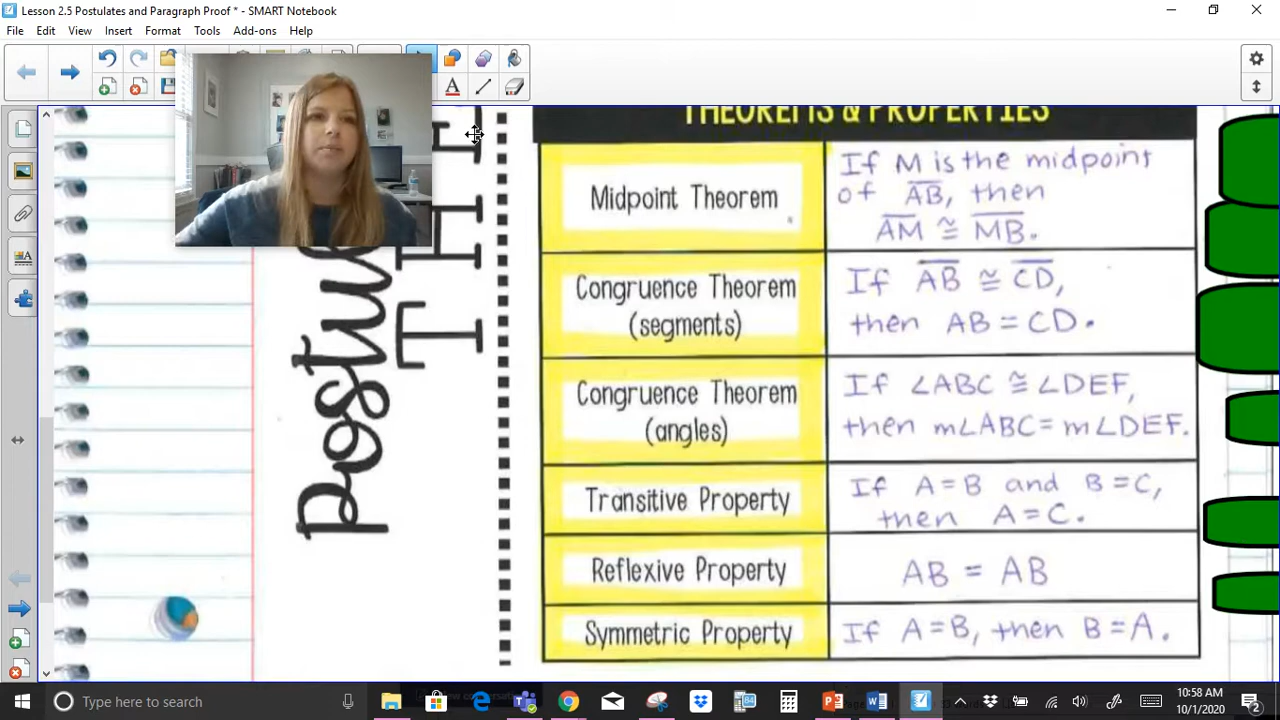 Lesson 2.5 Postulates and Paragraph Proof * - SMART Notebook
File Edit View Insert Format Tools Add-ons Help
THEOREMS & PROPERTIES
Midpoint Theorem
If M is the midpoint
of AB, then
AM ≅ MB.
Congruence Theorem
(segments)
If AB ≅ CD,
then AB = CD.
Congruence Theorem
(angles)
If ∠ABC ≅ ∠DEF,
then m∠ABC = m∠DEF.
Transitive Property
If A = B and B = C,
then A = C.
Reflexive Property
AB = AB
Symmetric Property
If A = B, then B = A.
Type here to search
10:58 AM
10/1/2020